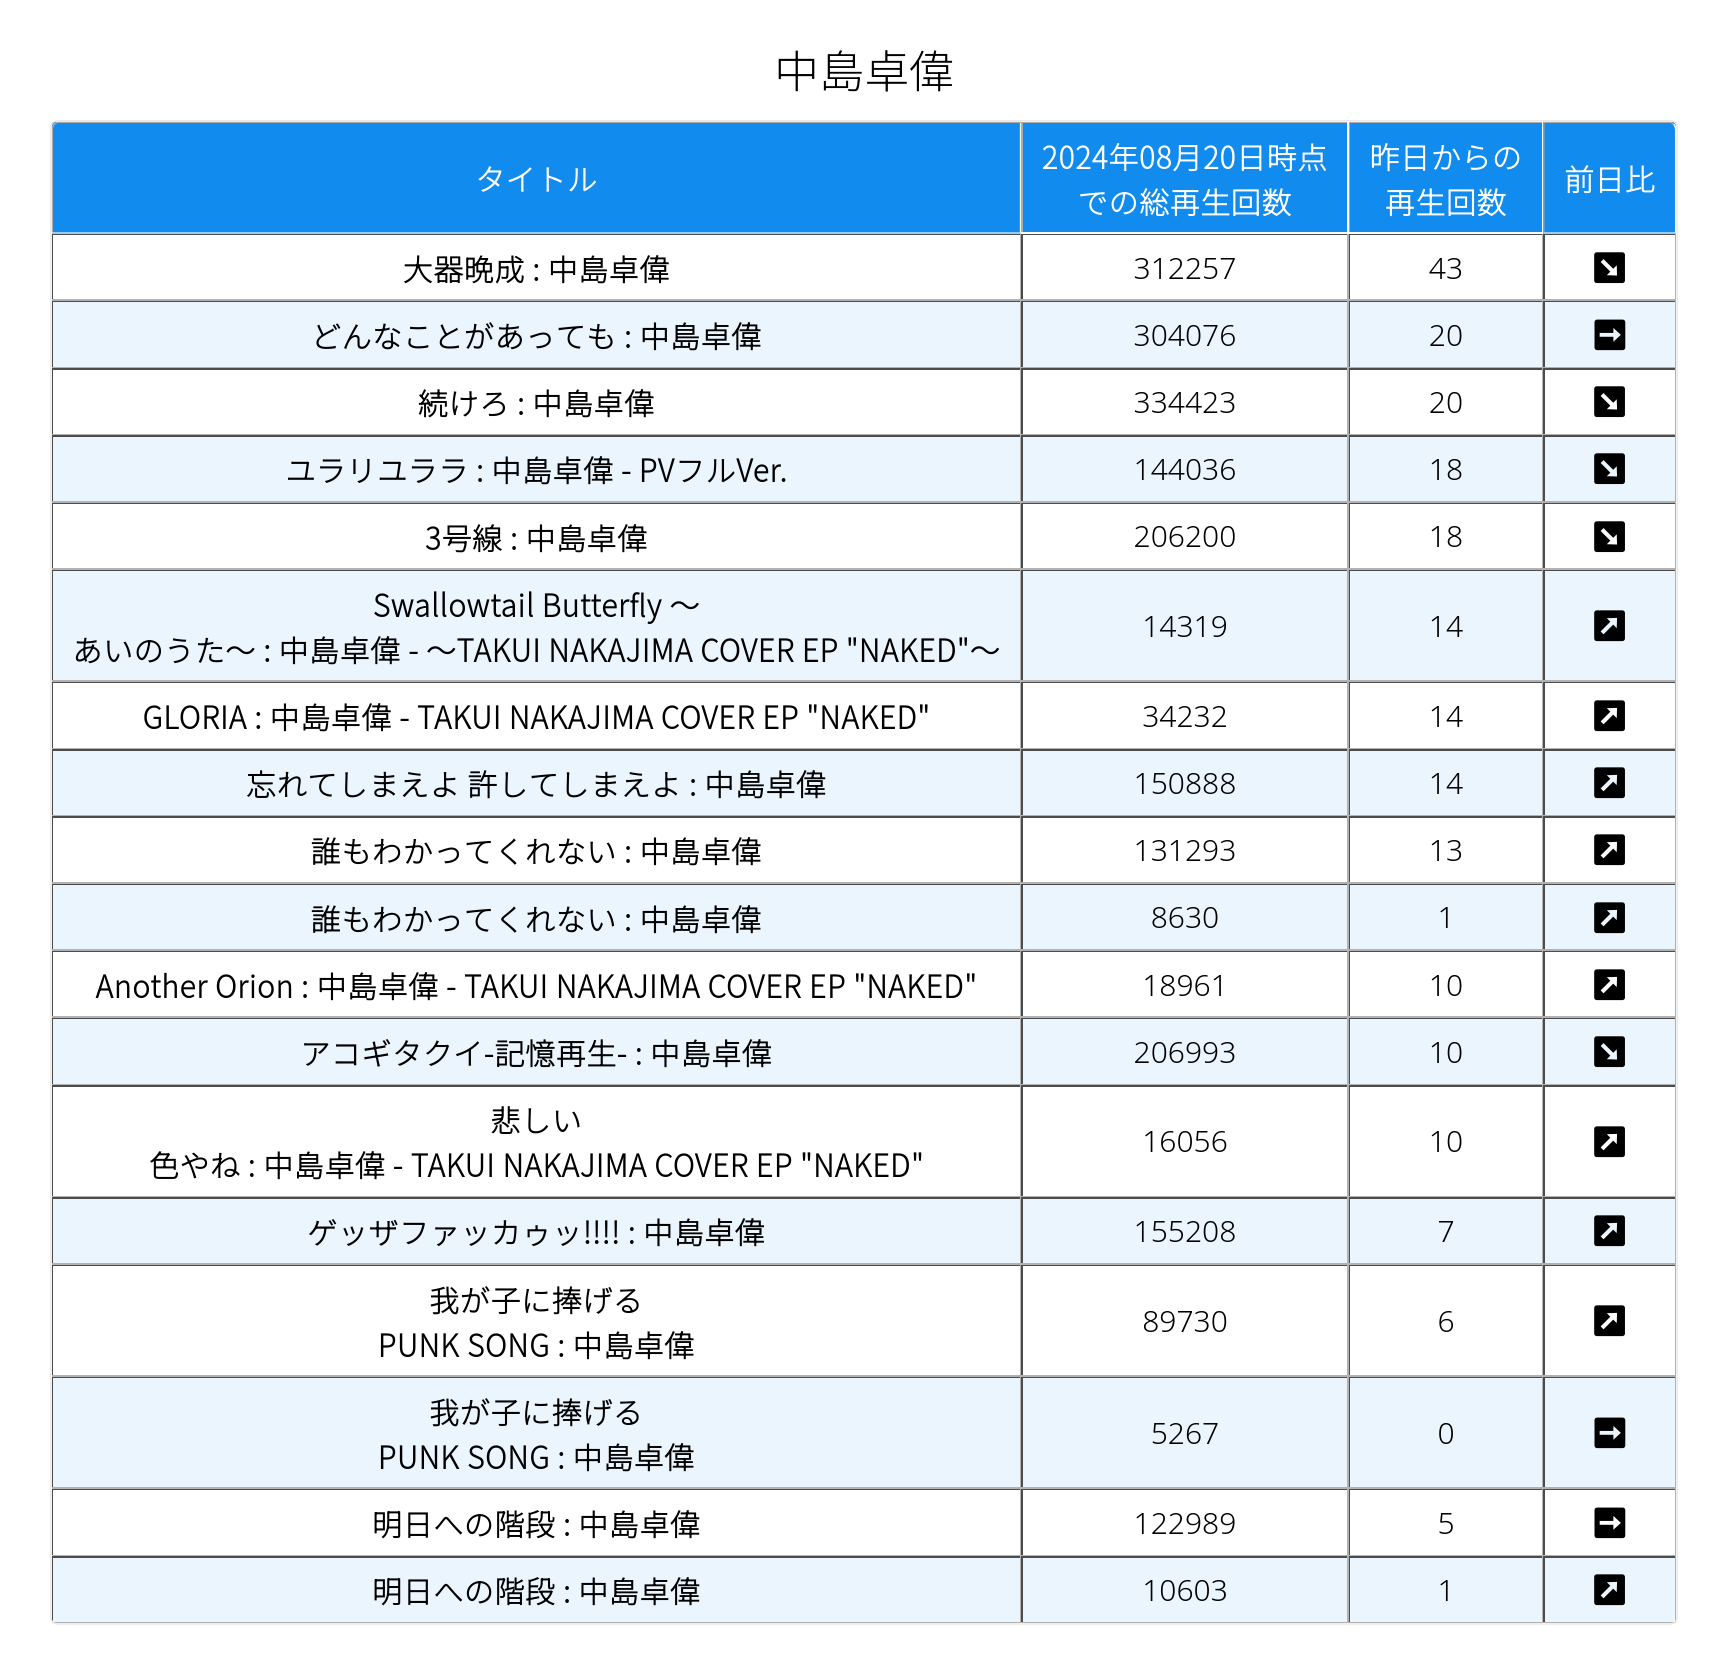 中島卓偉
タイトル 2024年08月20日時点での総再生回数 昨日からの再生回数 前日比
大器晩成 : 中島卓偉 312257 43 ↘
どんなことがあっても : 中島卓偉 304076 20 →
続けろ : 中島卓偉 334423 20 ↘
ユラリユララ : 中島卓偉 - PVフルVer. 144036 18 ↘
3号線 : 中島卓偉 206200 18 ↘
Swallowtail Butterfly ～
あいのうた～ : 中島卓偉 - ～TAKUI NAKAJIMA COVER EP "NAKED"～ 14319 14 ↗
GLORIA : 中島卓偉 - TAKUI NAKAJIMA COVER EP "NAKED" 34232 14 ↗
忘れてしまえよ 許してしまえよ : 中島卓偉 150888 14 ↗
誰もわかってくれない : 中島卓偉 131293 13 ↗
誰もわかってくれない : 中島卓偉 8630 1 ↗
Another Orion : 中島卓偉 - TAKUI NAKAJIMA COVER EP "NAKED" 18961 10 ↗
アコギタクイ-記憶再生- : 中島卓偉 206993 10 ↘
悲しい
色やね : 中島卓偉 - TAKUI NAKAJIMA COVER EP "NAKED" 16056 10 ↗
ゲッザファッカゥッ!!!! : 中島卓偉 155208 7 ↗
我が子に捧げる
PUNK SONG : 中島卓偉 89730 6 ↗
我が子に捧げる
PUNK SONG : 中島卓偉 5267 0 →
明日への階段 : 中島卓偉 122989 5 →
明日への階段 : 中島卓偉 10603 1 ↗